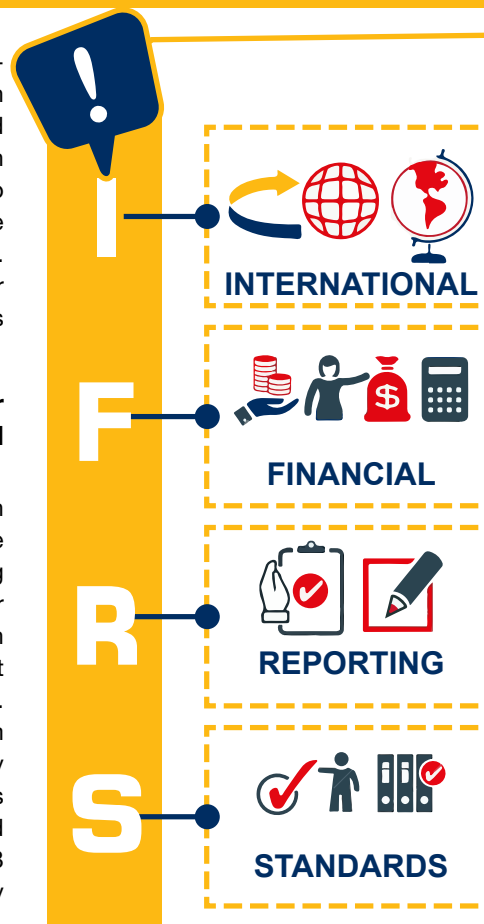 I
INTERNATIONAL
F
$
FINANCIAL
R
REPORTING
S
STANDARDS